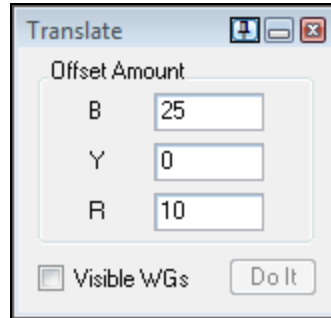 Translate
Offset Amount
B 25
Y 0
R 10
Visible WGs Do It